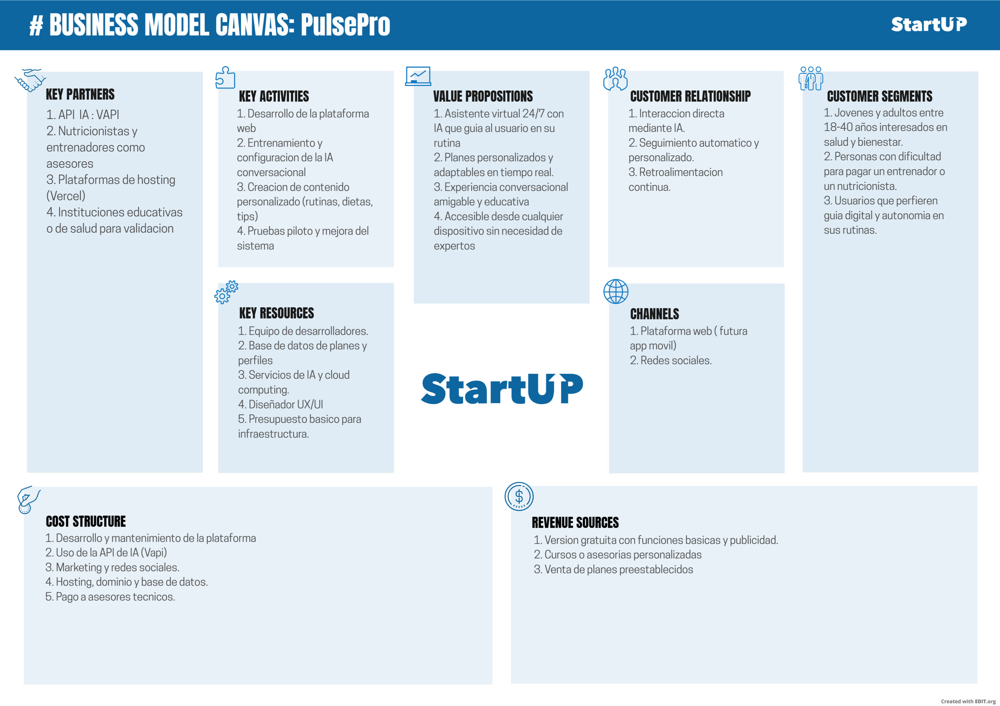 # BUSINESS MODEL CANVAS: PulsePro
StartUP
KEY PARTNERS
1. API IA : VAPI
2. Nutricionistas y
entrenadores como
asesores
3. Plataformas de hosting
(Vercel)
4. Instituciones educativas
o de salud para validacion
KEY ACTIVITIES
1. Desarrollo de la plataforma
web
2. Entrenamiento y
configuracion de la IA
conversacional
3. Creacion de contenido
personalizado (rutinas, dietas,
tips)
4. Pruebas piloto y mejora del
sistema
KEY RESOURCES
1. Equipo de desarrolladores.
2. Base de datos de planes y
perfiles
3. Servicios de IA y cloud
computing.
4. Diseñador UX/UI
5. Presupuesto basico para
infraestructura.
VALUE PROPOSITIONS
1. Asistente virtual 24/7 con
IA que guia al usuario en su
rutina
2. Planes personalizados y
adaptables en tiempo real.
3. Experiencia conversacional
amigable y educativa
4. Accesible desde cualquier
dispositivo sin necesidad de
expertos
StartUP
CUSTOMER RELATIONSHIP
1. Interaccion directa
mediante IA.
2. Seguimiento automatico y
personalizado.
3. Retroalimentacion
continua.
CHANNELS
1. Plataforma web ( futura
app movil)
2. Redes sociales.
CUSTOMER SEGMENTS
1. Jovenes y adultos entre
18-40 años interesados en
salud y bienestar.
2. Personas con dificultad
para pagar un entrenador o
un nutricionista.
3. Usuarios que perfieren
guia digital y autonomia en
sus rutinas.
COST STRUCTURE
1. Desarrollo y mantenimiento de la plataforma
2. Uso de la API de IA (Vapi)
3. Marketing y redes sociales.
4. Hosting, dominio y base de datos.
5. Pago a asesores tecnicos.
$
REVENUE SOURCES
1. Version gratuita con funciones basicas y publicidad.
2. Cursos o asesorias personalizadas
3. Venta de planes preestablecidos
Created with EDIT.org